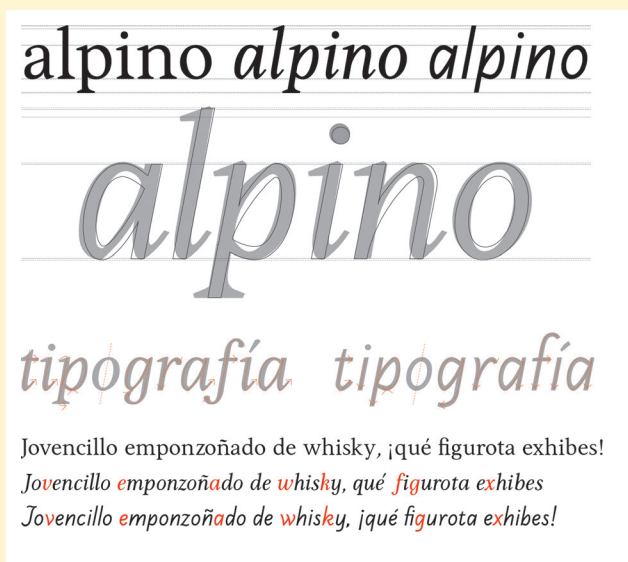 alpino alpino alpino
alpino
tipografía tipografía
Jovencillo emponzoñado de whisky, ¡qué figurota exhibes!
Jovencillo emponzoñado de whisky, qué figurota exhibes
Jovencillo emponzoñado de whisky, ¡qué figurota exhibes!